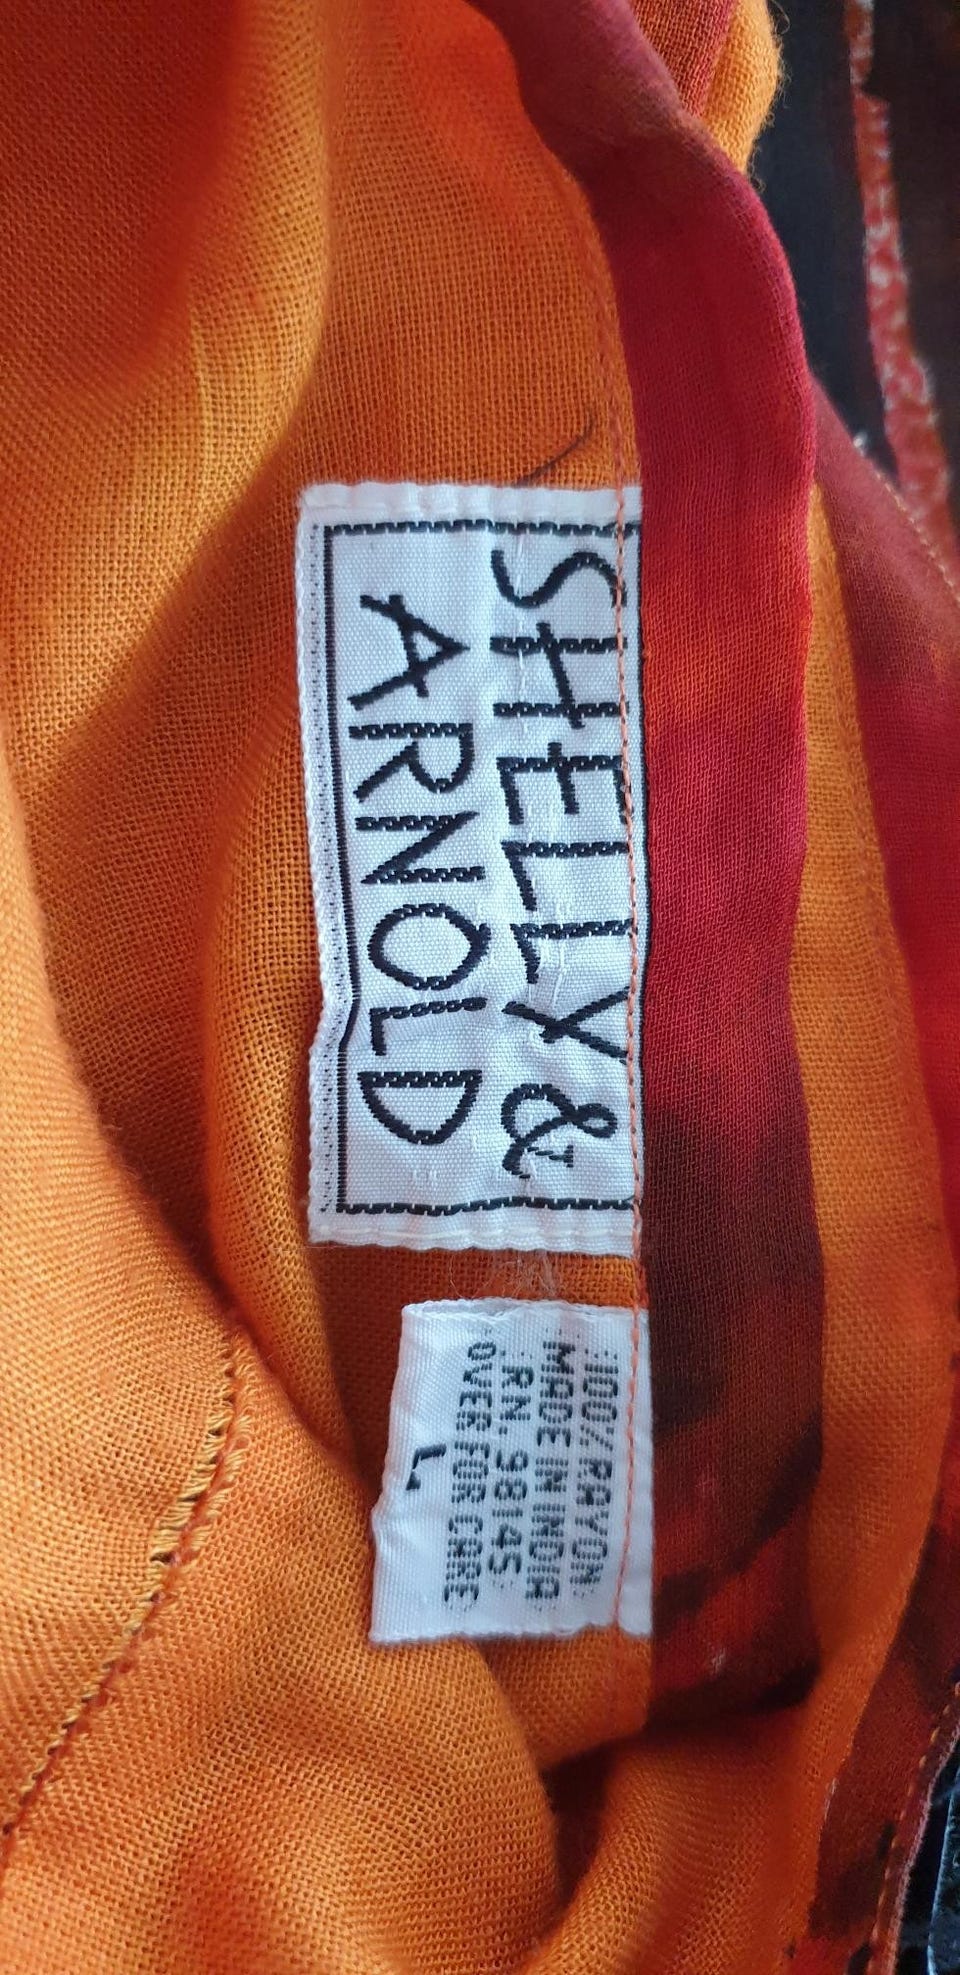 SHELLY &
ARNOLD
100% RAYON
MADE IN INDIA
RN. 98145
OVER FOR CARE
L